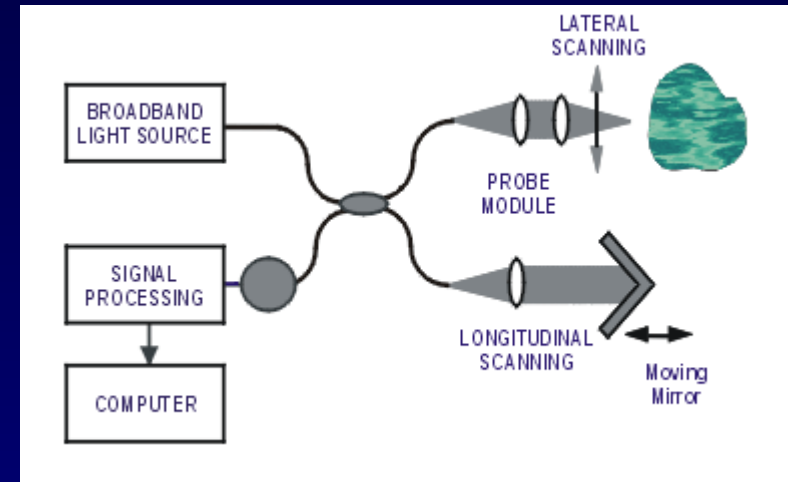 LATERAL
SCANNING
BROADBAND
LIGHT SOURCE
PROBE
MODULE
SIGNAL
PROCESSING
LONGITUDINAL
SCANNING
Moving
Mirror
COMPUTER